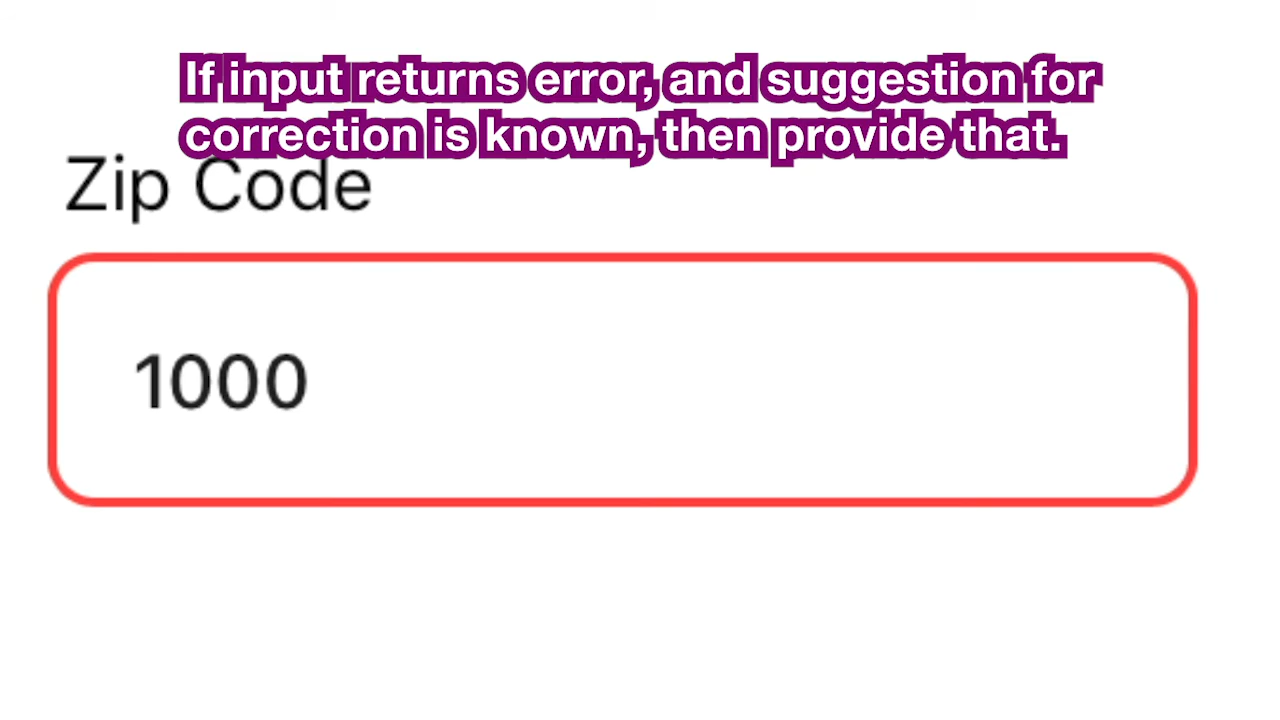 If input returns error, and suggestion for
correction is known, then provide that.
Zip Code
1000